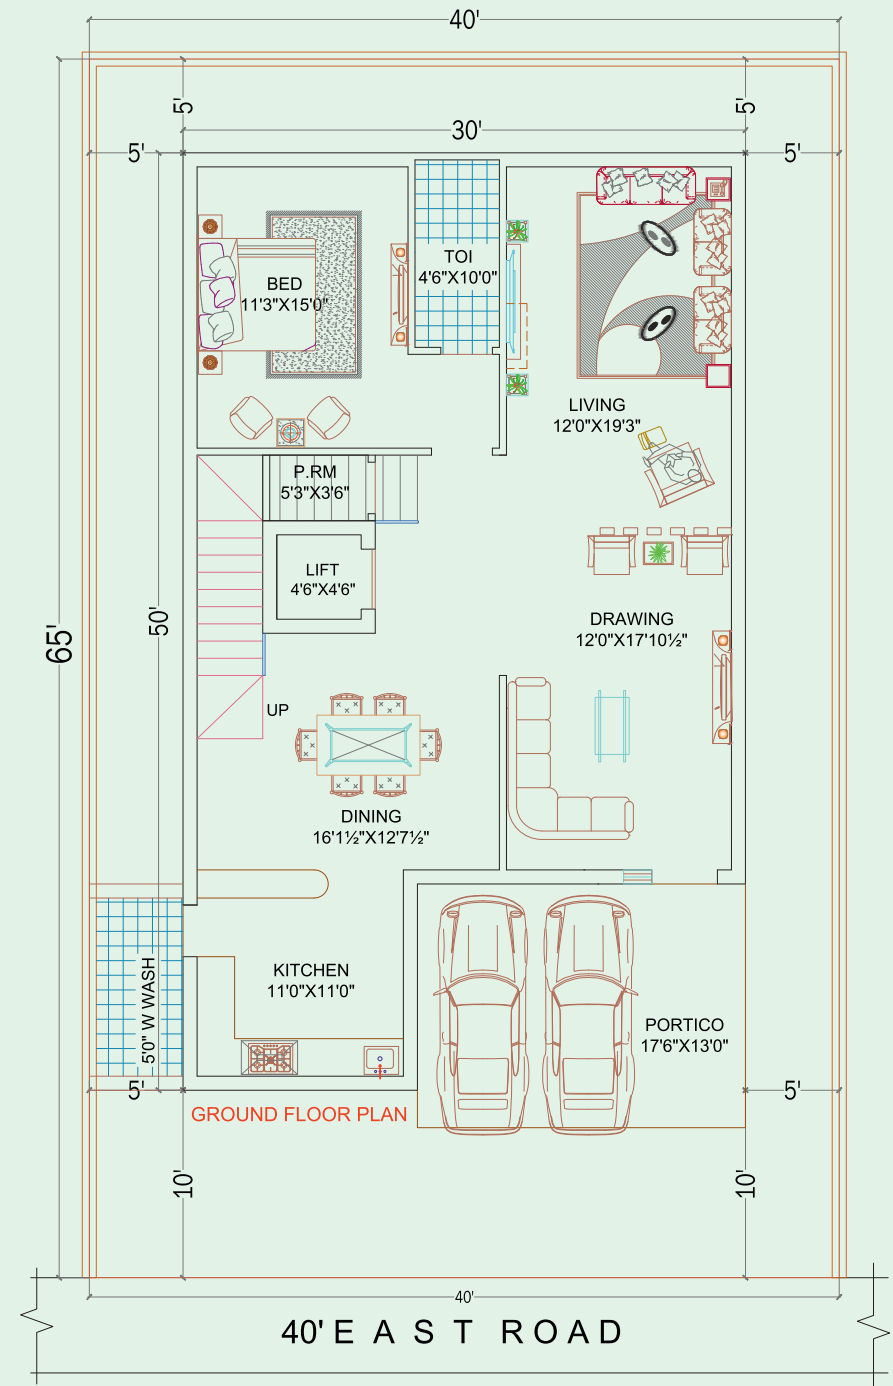 40'
5'
5'
30'
5'
5'
TOI
4'6"X10'0"
BED
11'3"X15'0"
LIVING
12'0"X19'3"
P.RM
5'3"X3'6"
LIFT
4'6"X4'6"
50'
65'
DRAWING
12'0"X17'10½"
UP
DINING
16'1½"X12'7½"
KITCHEN
11'0"X11'0"
5'0" W WASH
PORTICO
17'6"X13'0"
5'
5'
GROUND FLOOR PLAN
10'
10'
40'
40' EAST ROAD